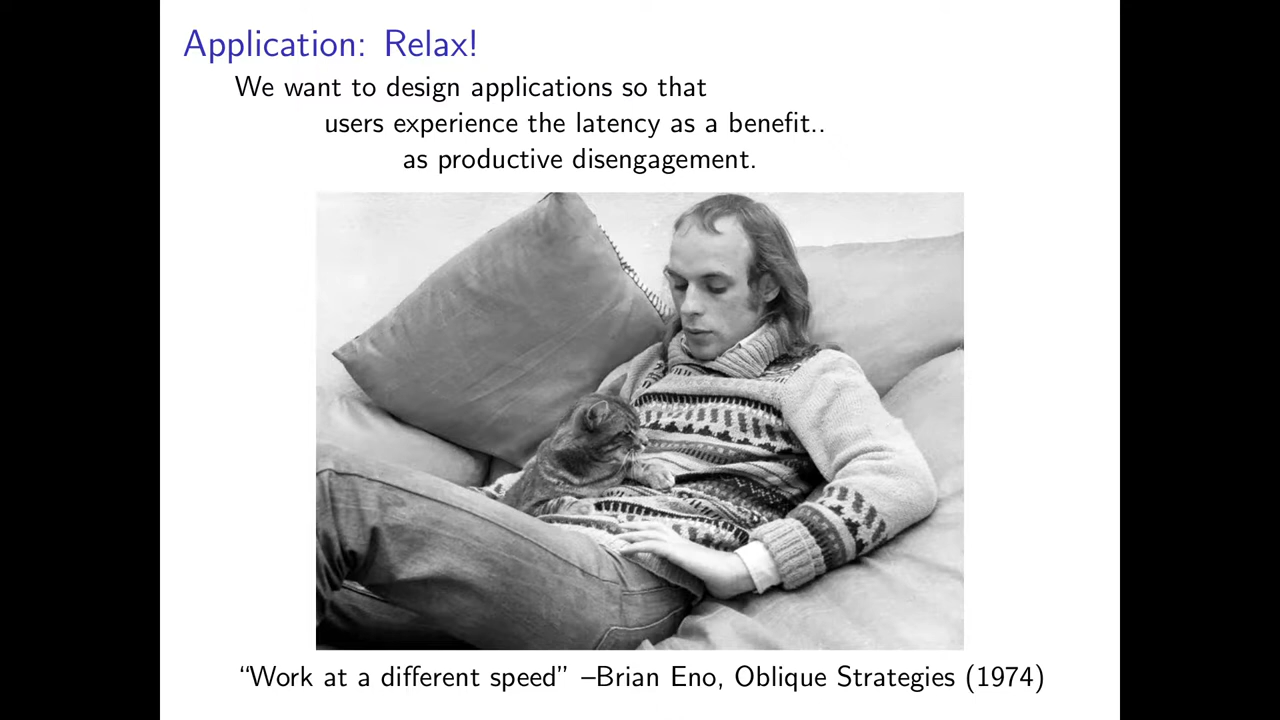 Application: Relax!
We want to design applications so that
users experience the latency as a benefit..
as productive disengagement.
“Work at a different speed” –Brian Eno, Oblique Strategies (1974)